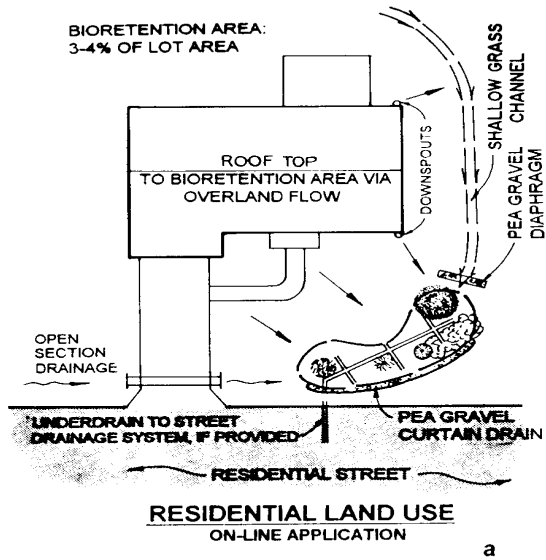 BIORETENTION AREA:
3-4% OF LOT AREA
SHALLOW GRASS
CHANNEL
PEA GRAVEL
DIAPHRAGM
DOWNSPOUTS
ROOF TOP
TO BIORETENTION AREA VIA
OVERLAND FLOW
OPEN
SECTION
DRAINAGE
UNDERDRAIN TO STREET
DRAINAGE SYSTEM, IF PROVIDED
PEA GRAVEL
CURTAIN DRAIN
RESIDENTIAL STREET
RESIDENTIAL LAND USE
ON-LINE APPLICATION
a